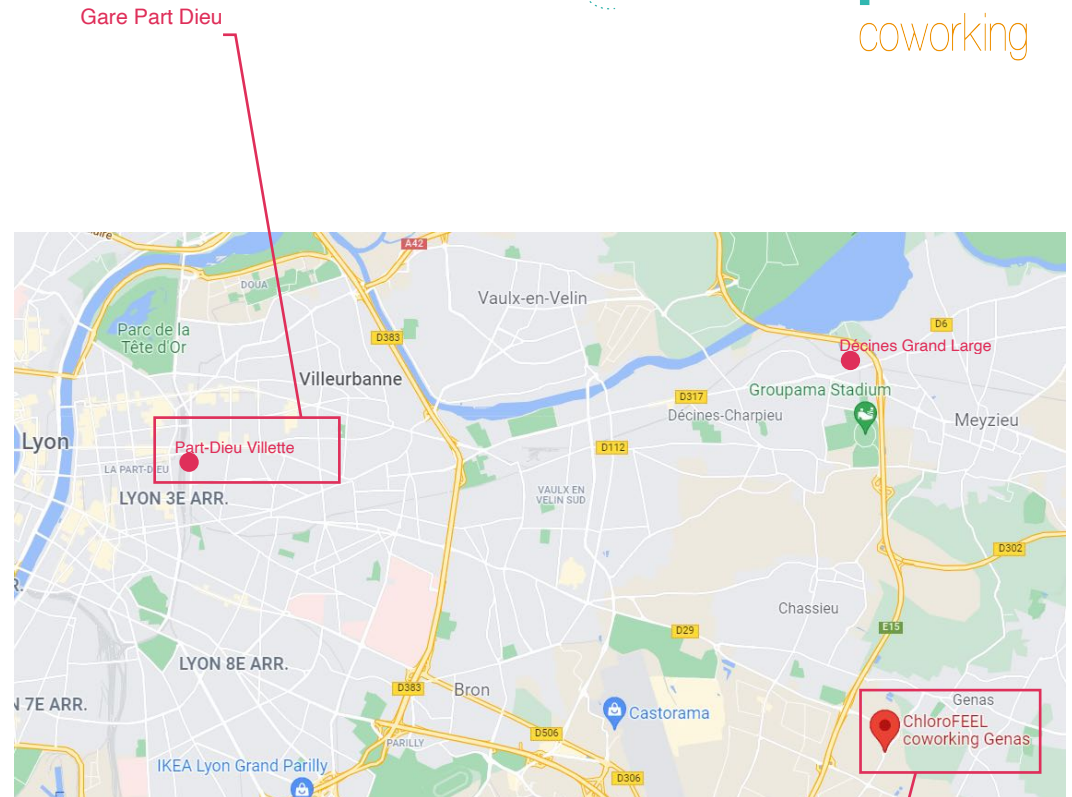 Gare Part Dieu
coworking
A42
DOUA
Vaulx-en-Velin
Parc de la
Tête d'Or
D383
D6
Décines Grand Large
Villeurbanne
Groupama Stadium
D317
Décines-Charpieu
Meyzieu
Lyon
Part-Dieu Villette
D112
LA PART-DIEU
LYON 3E ARR.
VAULX EN
VELIN SUD
D302
Chassieu
E15
D29
LYON 8E ARR.
D383
Bron
7E ARR.
Castorama
Genas
ChloroFEEL
coworking Genas
D506
PARILLY
IKEA Lyon Grand Parilly
D306